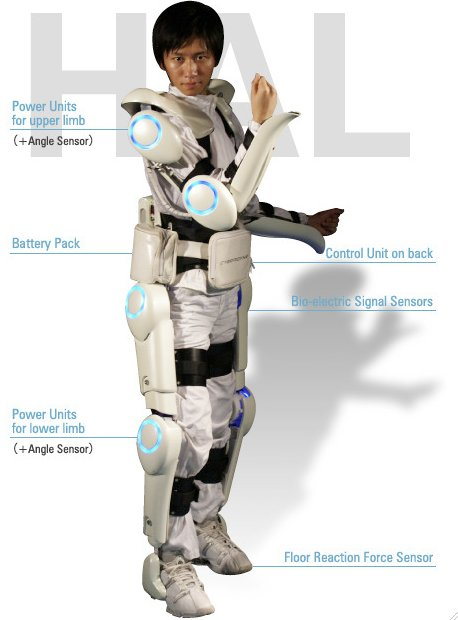 HAL
Power Units
for upper limb
(+Angle Sensor)
Battery Pack
CYBERDYNE
Control Unit on back
Bio-electric Signal Sensors
Power Units
for lower limb
(+Angle Sensor)
Floor Reaction Force Sensor